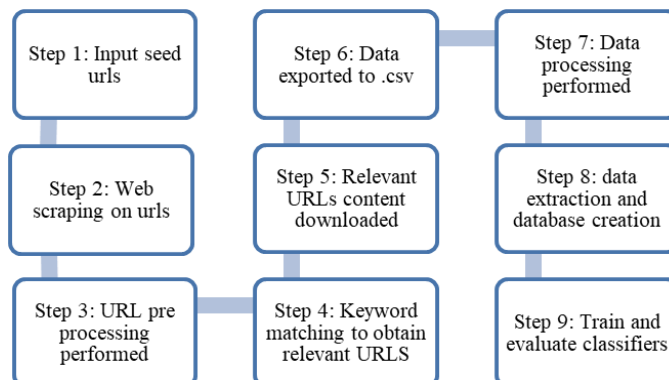 Step 1: Input seed
urls
Step 2: Web
scraping on urls
Step 3: URL pre
processing
performed
Step 4: Keyword
matching to obtain
relevant URLS
Step 5: Relevant
URLs content
downloaded
Step 6: Data
exported to .csv
Step 7: Data
processing
performed
Step 8: data
extraction and
database creation
Step 9: Train and
evaluate classifiers